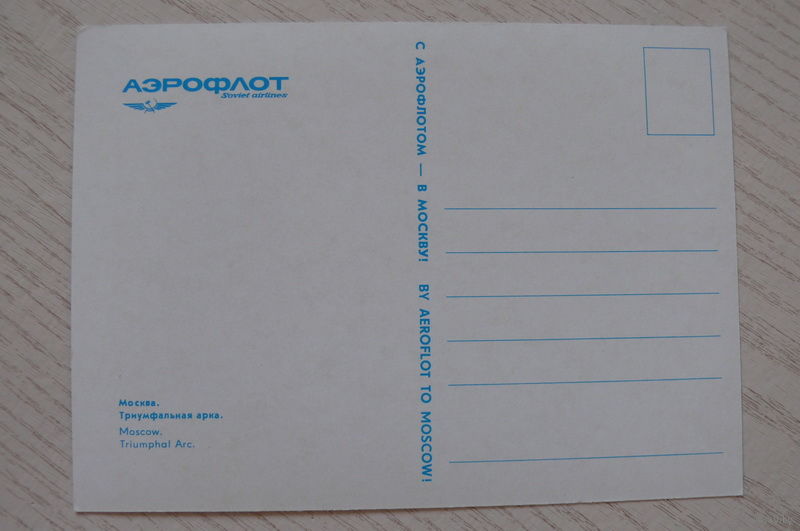 АЭРОФЛОТ
Soviet airlines
С АЭРОФЛОТОМ — В МОСКВУ! BY AEROFLOT TO MOSCOW!
Москва.
Триумфальная арка.
Moscow.
Triumphal Arc.